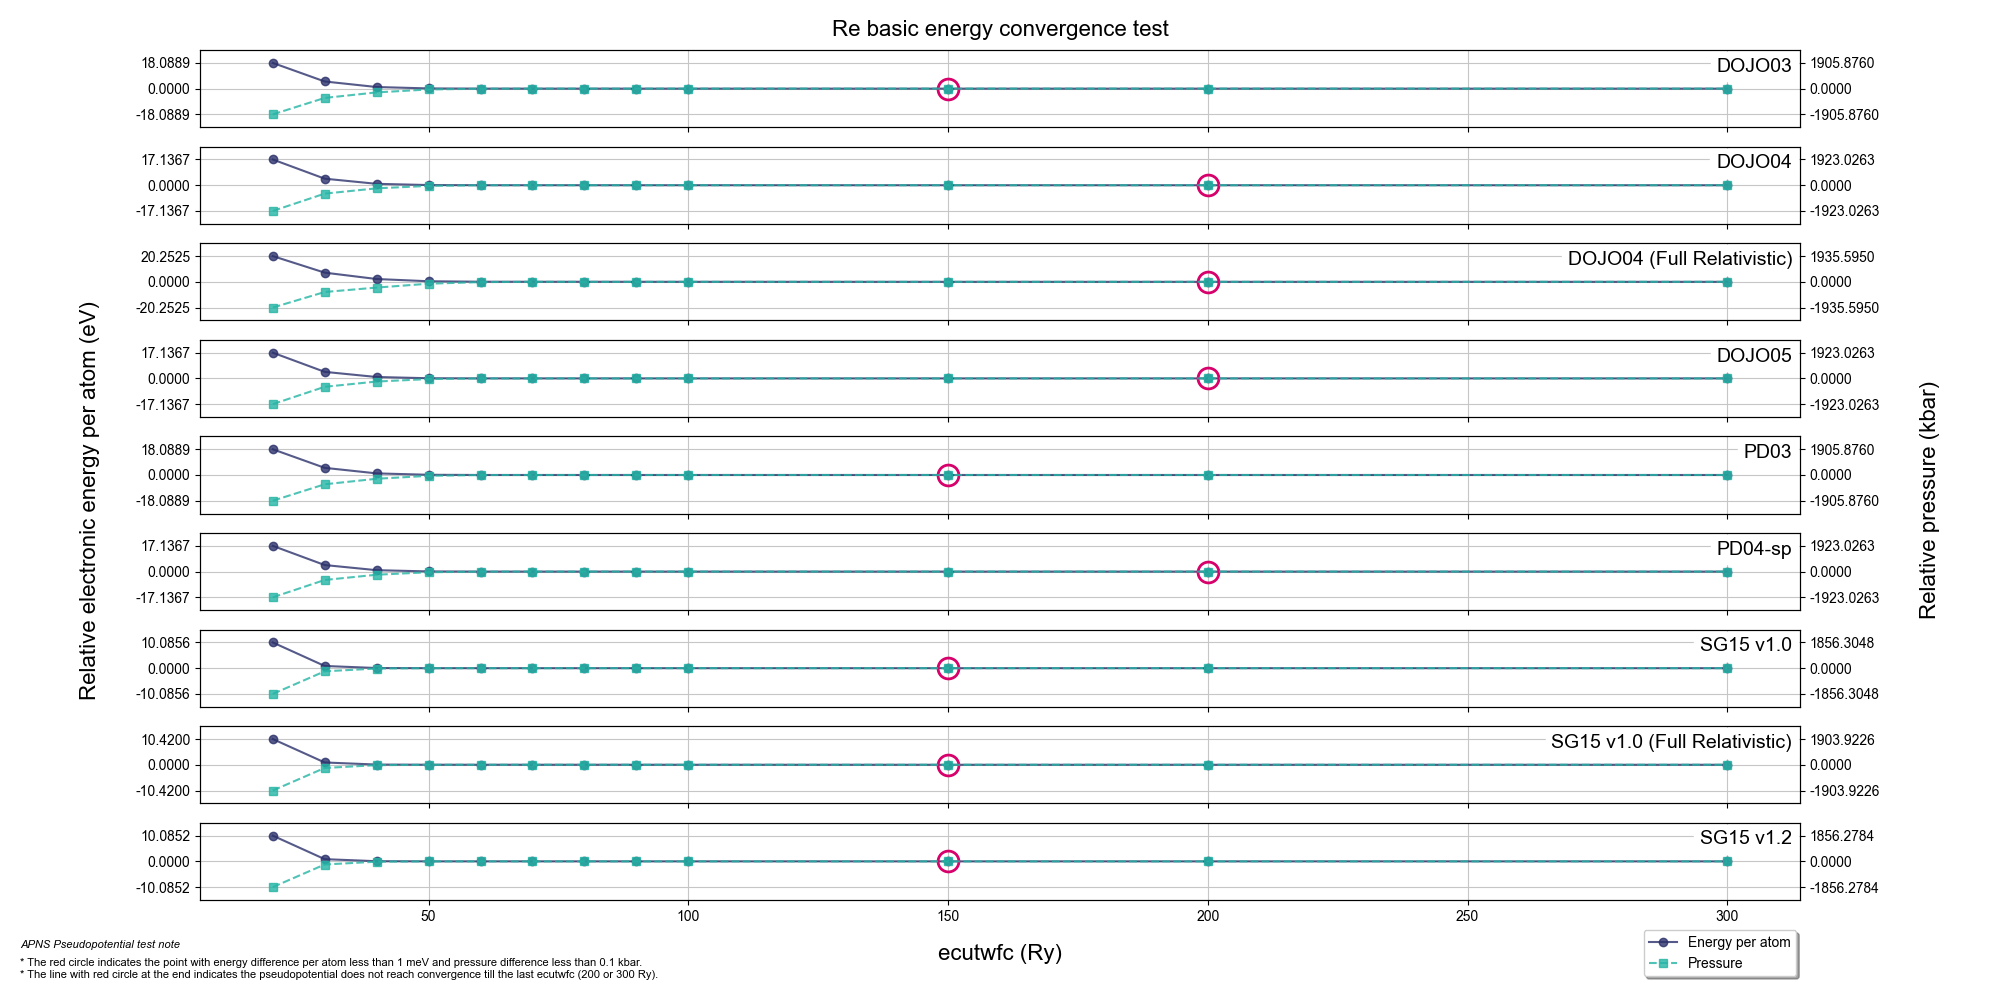 Re basic energy convergence test
Relative electronic energy per atom (eV)
Relative pressure (kbar)
DOJO03
18.0889
0.0000
-18.0889
1905.8760
0.0000
-1905.8760
DOJO04
17.1367
0.0000
-17.1367
1923.0263
0.0000
-1923.0263
DOJO04 (Full Relativistic)
20.2525
0.0000
-20.2525
1935.5950
0.0000
-1935.5950
DOJO05
17.1367
0.0000
-17.1367
1923.0263
0.0000
-1923.0263
PD03
18.0889
0.0000
-18.0889
1905.8760
0.0000
-1905.8760
PD04-sp
17.1367
0.0000
-17.1367
1923.0263
0.0000
-1923.0263
SG15 v1.0
10.0856
0.0000
-10.0856
1856.3048
0.0000
-1856.3048
SG15 v1.0 (Full Relativistic)
10.4200
0.0000
-10.4200
1903.9226
0.0000
-1903.9226
SG15 v1.2
10.0852
0.0000
-10.0852
1856.2784
0.0000
-1856.2784
50 100 150 200 250 300
ecutwfc (Ry)
Energy per atom
Pressure
APNS Pseudopotential test note
* The red circle indicates the point with energy difference per atom less than 1 meV and pressure difference less than 0.1 kbar.
* The line with red circle at the end indicates the pseudopotential does not reach convergence till the last ecutwfc (200 or 300 Ry).